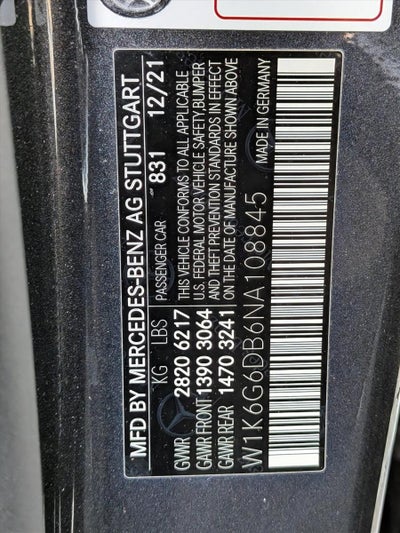 MFD BY MERCEDES-BENZ AG STUTTGART
KG LBS PASSENGER CAR 831 12/21
GWWR 2820 6217 THIS VEHICLE CONFORMS TO ALL APPLICABLE
GAWR FRONT 1390 3064 U.S. FEDERAL MOTOR VEHICLE SAFETY, BUMPER
GAWR REAR 1470 3241 AND THEFT PREVENTION STANDARDS IN EFFECT
ON THE DATE OF MANUFACTURE SHOWN ABOVE
W1K6G6DB6NA108845 MADE IN GERMANY